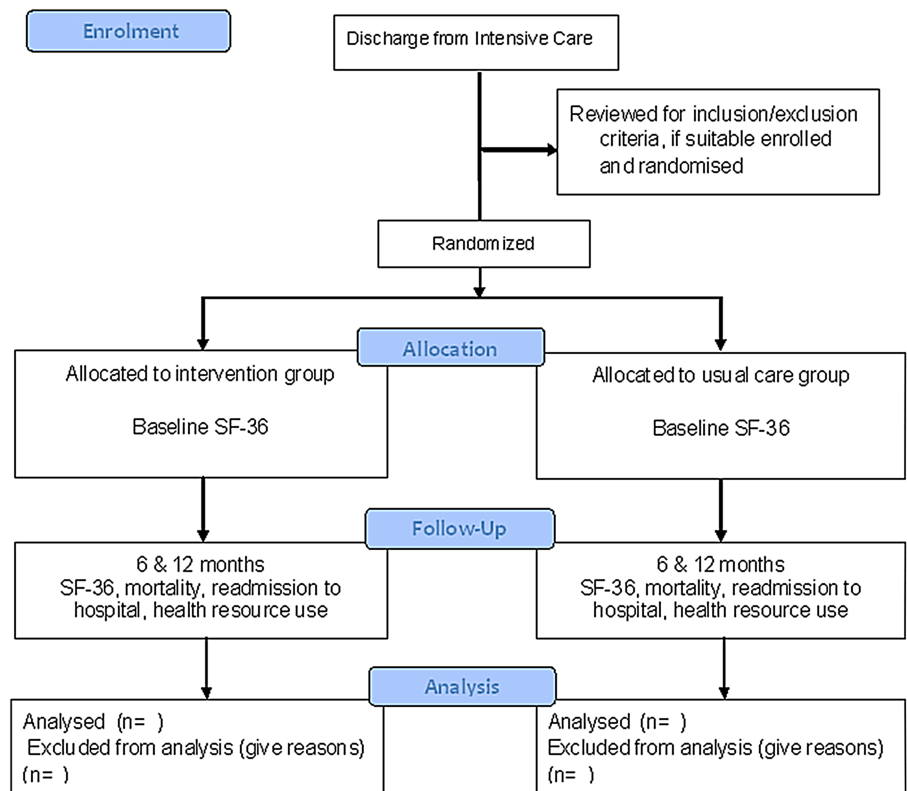 Enrolment
Discharge from Intensive Care
Reviewed for inclusion/exclusion
criteria, if suitable enrolled
and randomised
Randomized
Allocation
Allocated to intervention group
Baseline SF-36
Allocated to usual care group
Baseline SF-36
Follow-Up
6 & 12 months
SF-36, mortality, readmission to
hospital, health resource use
6 & 12 months
SF-36, mortality, readmission to
hospital, health resource use
Analysis
Analysed (n= )
Excluded from analysis (give reasons)
(n= )
Analysed (n= )
Excluded from analysis (give reasons)
(n= )